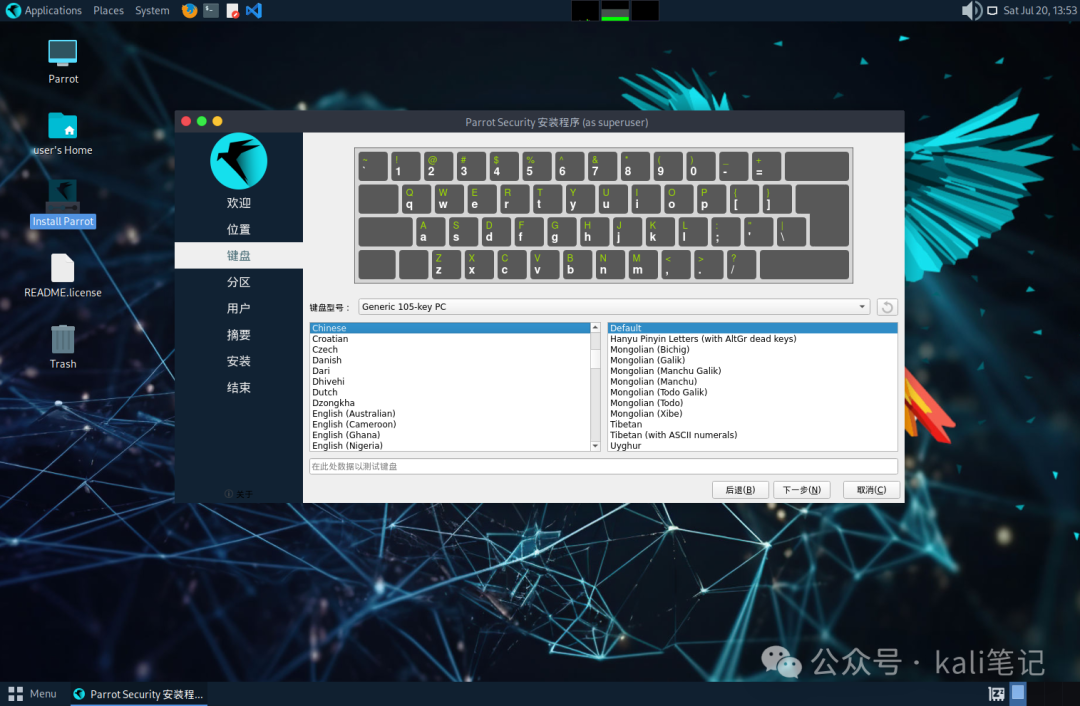 Applications Places System
Sat Jul 20, 13:53
Parrot
user's Home
Install Parrot
README.license
Trash
Parrot Security 安装程序 (as superuser)
欢迎
位置
键盘
分区
用户
摘要
安装
结束
关于
~ ! @ # $ % ^ & * ( ) _ +
` 1 2 3 4 5 6 7 8 9 0 - =
Q W E R T Y U I O P { }
q w e r t y u i o p [ ]
A S D F G H J K L : " |
a s d f g h j k l ; ' \
Z X C V B N M < > ?
z x c v b n m , . /
键盘型号：
Generic 105-key PC
Chinese
Croatian
Czech
Danish
Dari
Dhivehi
Dutch
Dzongkha
English (Australian)
English (Cameroon)
English (Ghana)
English (Nigeria)
Default
Hanyu Pinyin Letters (with AltGr dead keys)
Mongolian (Bichig)
Mongolian (Galik)
Mongolian (Manchu Galik)
Mongolian (Manchu)
Mongolian (Todo Galik)
Mongolian (Todo)
Mongolian (Xibe)
Tibetan
Tibetan (with ASCII numerals)
Uyghur
在此处数据以测试键盘
后退(B) 下一步(N) 取消(C)
公众号 · kali笔记
Menu
Parrot Security 安装程...